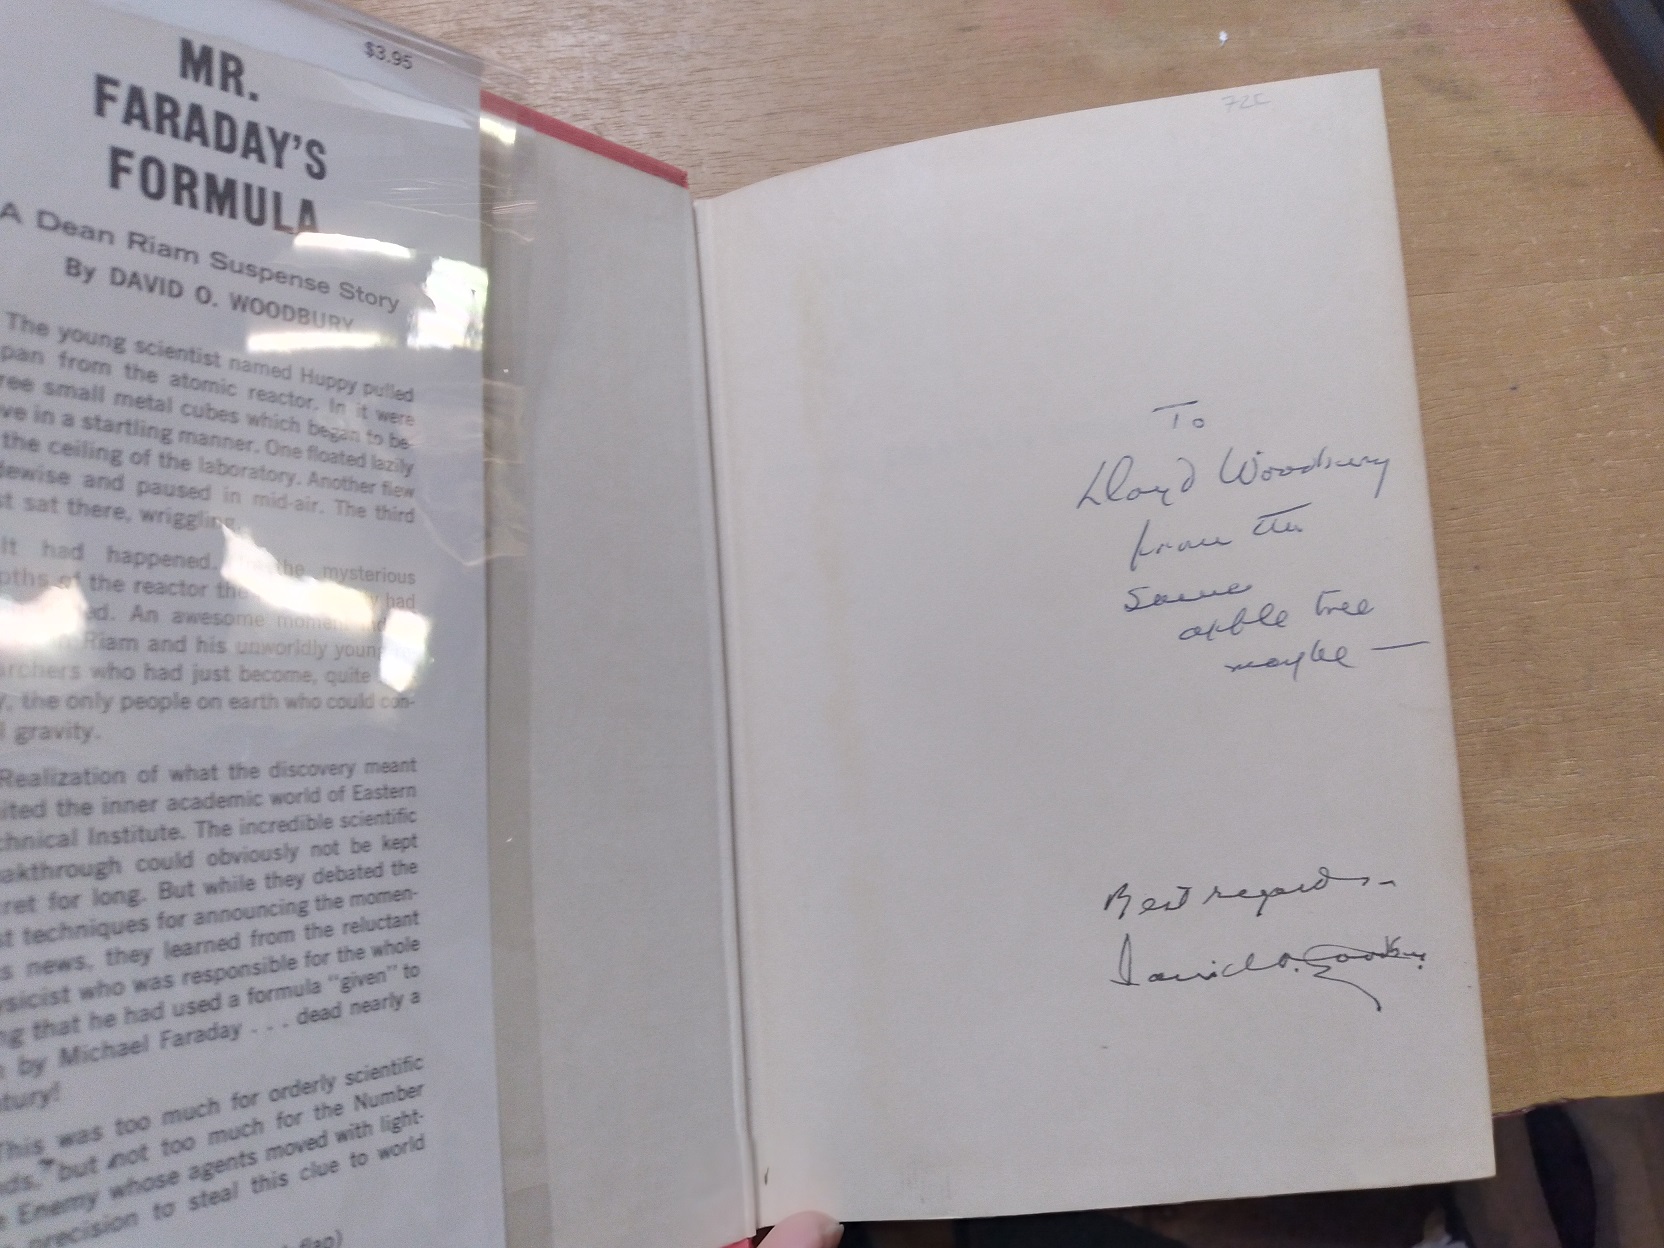 $3.95
MR.
FARADAY'S
FORMULA
A Dean Riam Suspense Story
By DAVID O. WOODBURY
The young scientist named Huppy pulled
pan from the atomic reactor. In it were
ree small metal cubes which began to be-
ve in a startling manner. One floated lazily
the ceiling of the laboratory. Another flew
dewise and paused in mid-air. The third
st sat there, wriggling.
It had happened. the mysterious
pths of the reactor the had
ed. An awesome moment
Riam and his unworldly young
archers who had just become, quite
y, the only people on earth who could con-
l gravity.
Realization of what the discovery meant
ited the inner academic world of Eastern
chnical Institute. The incredible scientific
eakthrough could obviously not be kept
cret for long. But while they debated the
st techniques for announcing the momen-
s news, they learned from the reluctant
ysicist who was responsible for the whole
ng that he had used a formula "given" to
n by Michael Faraday . . . dead nearly a
ntury!
This was too much for orderly scientific
nds, but not too much for the Number
e Enemy whose agents moved with light-
precision to steal this clue to world
flap)
To
Lloyd Woodbury
from the
same
apple tree
maybe —
Best regards -
David O. Woodbury